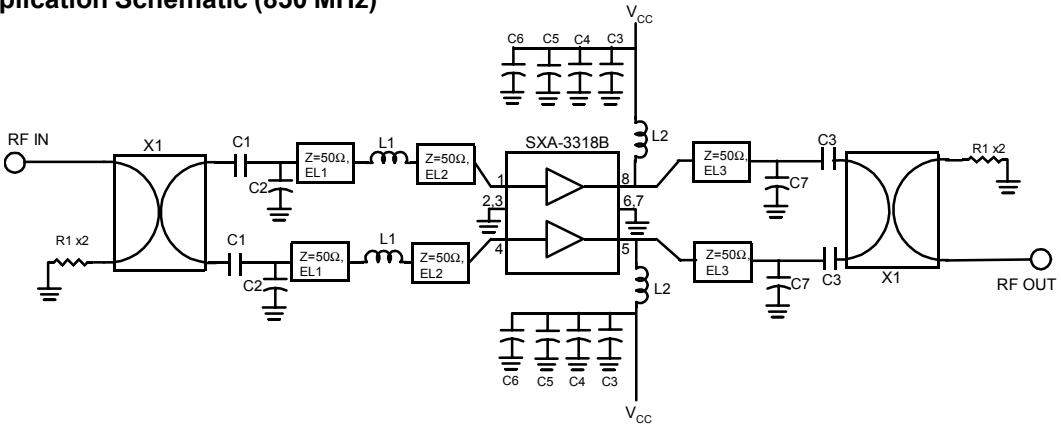 plication Schematic (850 MHz)
VCC
C6 C5 C4 C3
RF IN
X1
C1
L1
SXA-3318B
L2
C3
R1 x2
Z=50Ω, EL1
Z=50Ω, EL2
Z=50Ω, EL3
C2
1
8
C7
2,3
6,7
R1 x2
C1
L1
4
5
C3
Z=50Ω, EL1
Z=50Ω, EL2
Z=50Ω, EL3
C2
L2
C7
X1
RF OUT
C6 C5 C4 C3
VCC